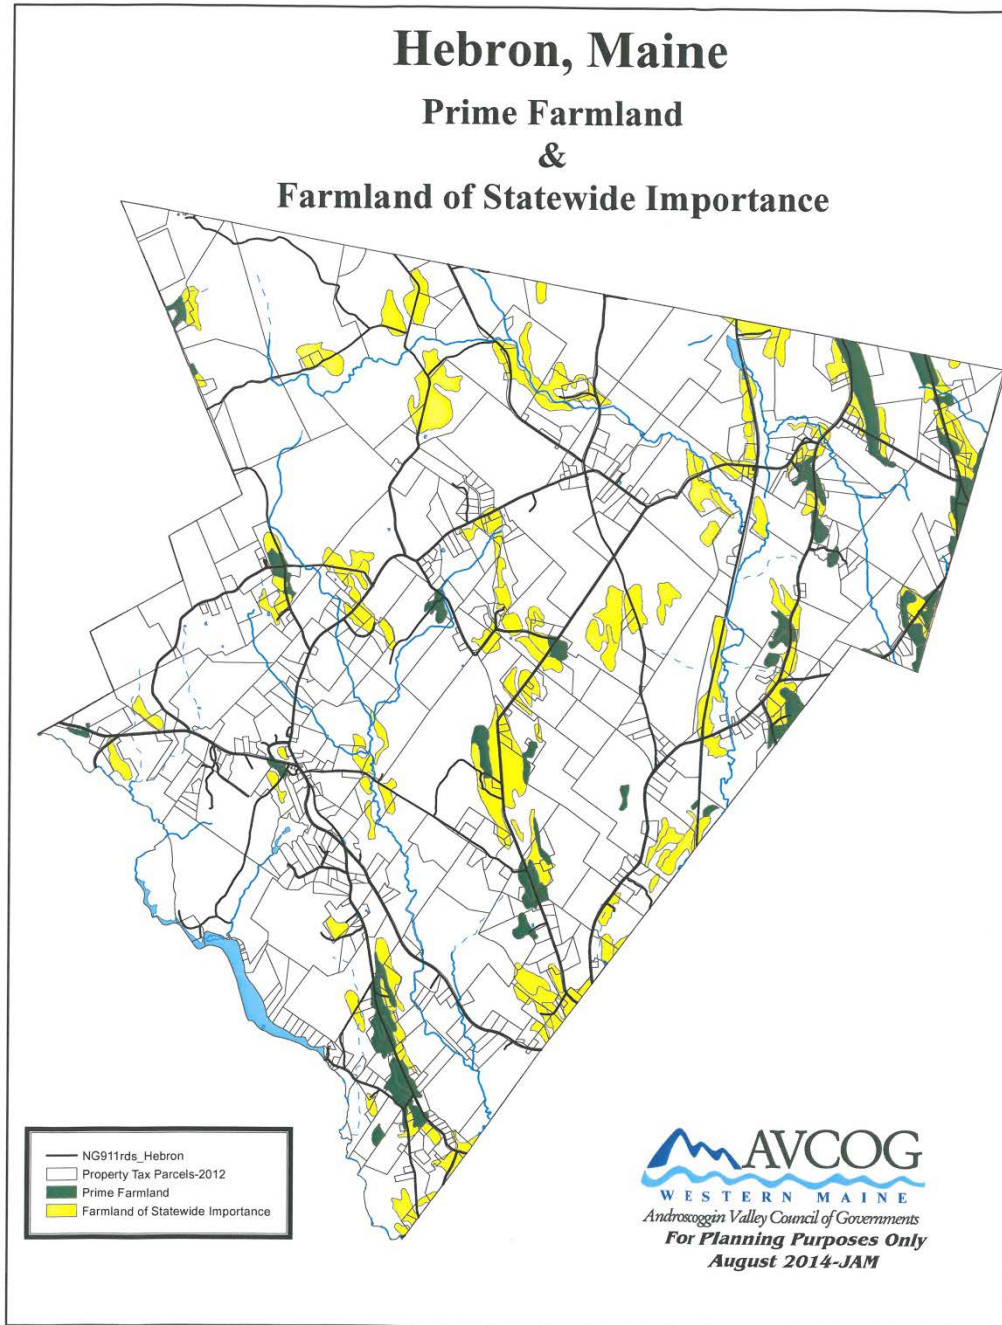 Hebron, Maine
Prime Farmland
&
Farmland of Statewide Importance
NG911rds_Hebron
Property Tax Parcels-2012
Prime Farmland
Farmland of Statewide Importance
AVCOG
WESTERN MAINE
Androscoggin Valley Council of Governments
For Planning Purposes Only
August 2014-JAM